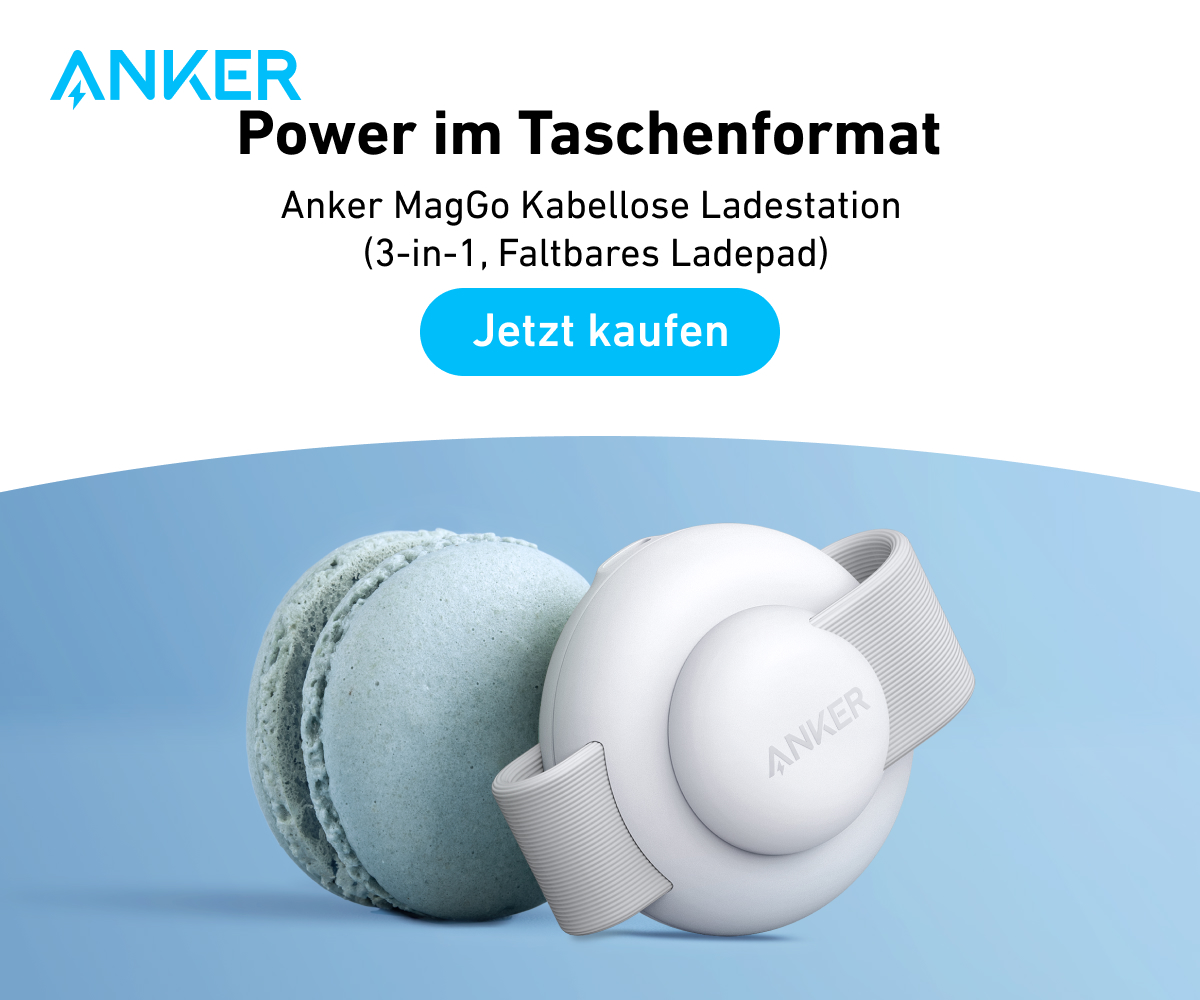 ANKER
Power im Taschenformat
Anker MagGo Kabellose Ladestation
(3-in-1, Faltbares Ladepad)
Jetzt kaufen
ANKER